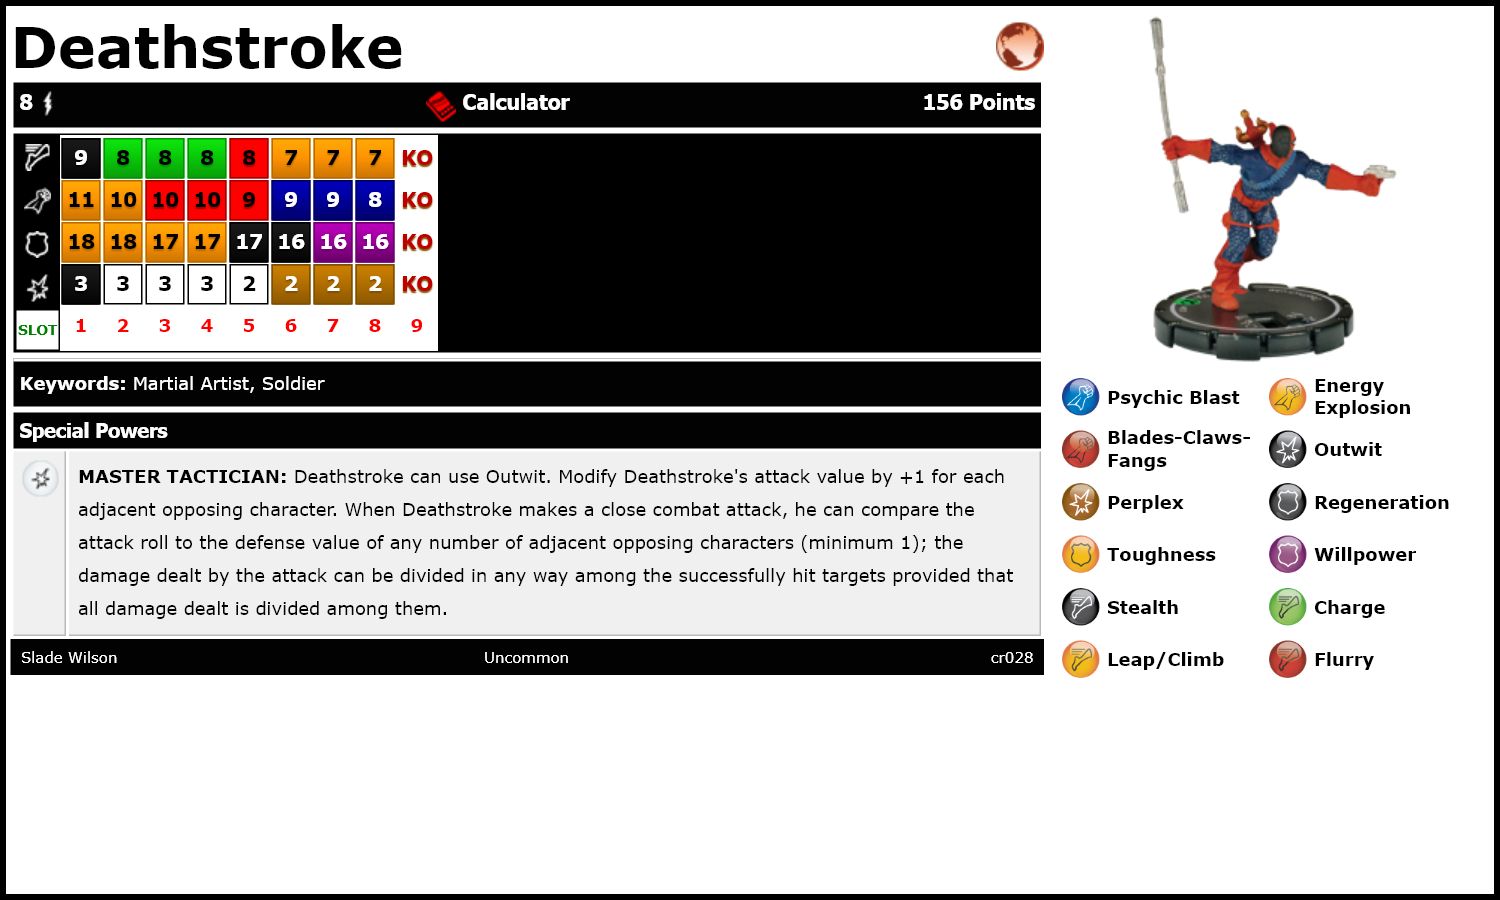 Deathstroke
8 Calculator 156 Points
9 8 8 8 8 7 7 7 KO
11 10 10 10 9 9 9 8 KO
18 18 17 17 17 16 16 16 KO
3 3 3 3 2 2 2 2 KO
SLOT 1 2 3 4 5 6 7 8 9
Keywords: Martial Artist, Soldier
Special Powers
MASTER TACTICIAN: Deathstroke can use Outwit. Modify Deathstroke's attack value by +1 for each
adjacent opposing character. When Deathstroke makes a close combat attack, he can compare the
attack roll to the defense value of any number of adjacent opposing characters (minimum 1); the
damage dealt by the attack can be divided in any way among the successfully hit targets provided that
all damage dealt is divided among them.
Slade Wilson Uncommon cr028
Psychic Blast
Energy
Explosion
Blades-Claws-
Fangs
Outwit
Perplex
Regeneration
Toughness
Willpower
Stealth
Charge
Leap/Climb
Flurry